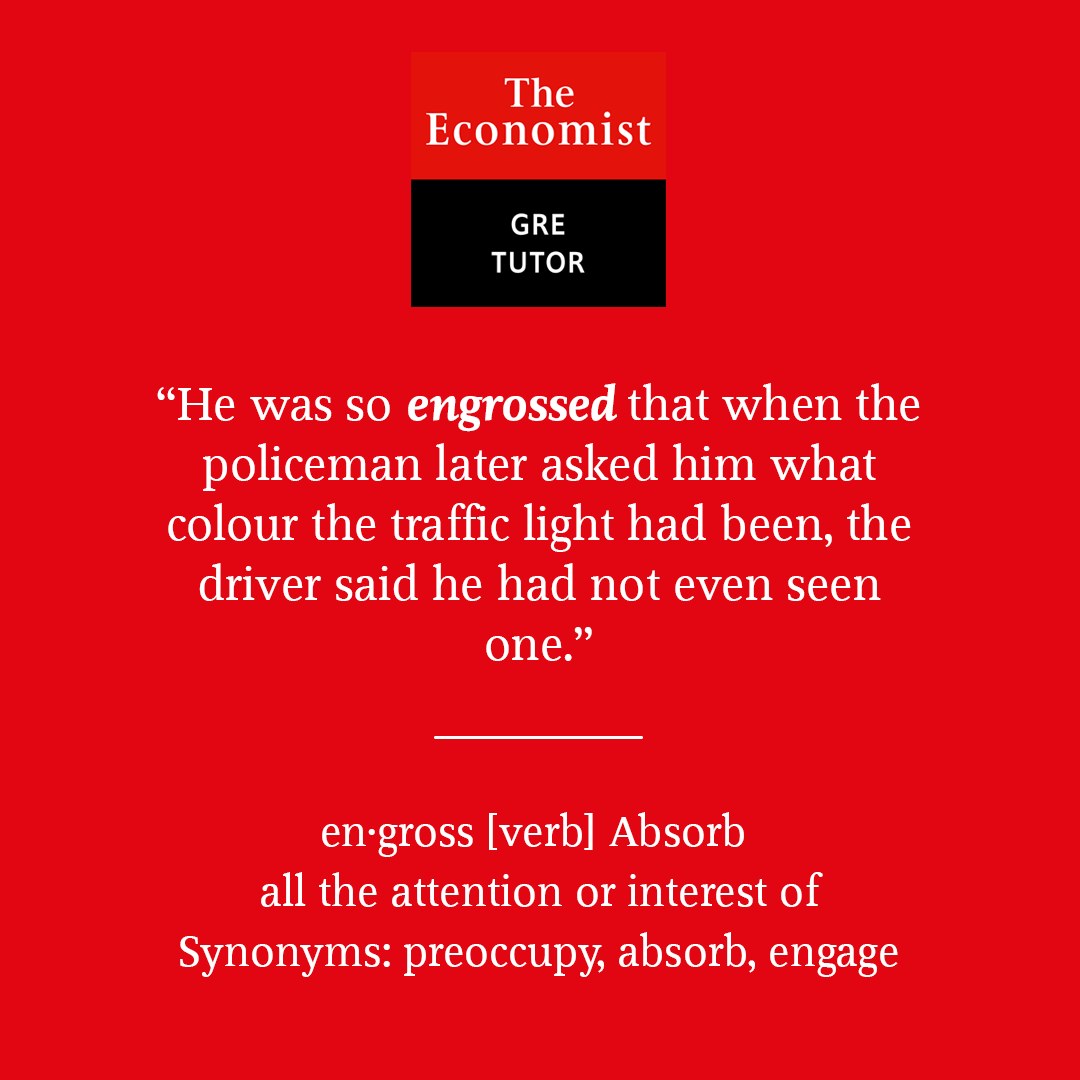 The
Economist
GRE
TUTOR
“He was so engrossed that when the
policeman later asked him what
colour the traffic light had been, the
driver said he had not even seen
one.”
en·gross [verb] Absorb
all the attention or interest of
Synonyms: preoccupy, absorb, engage